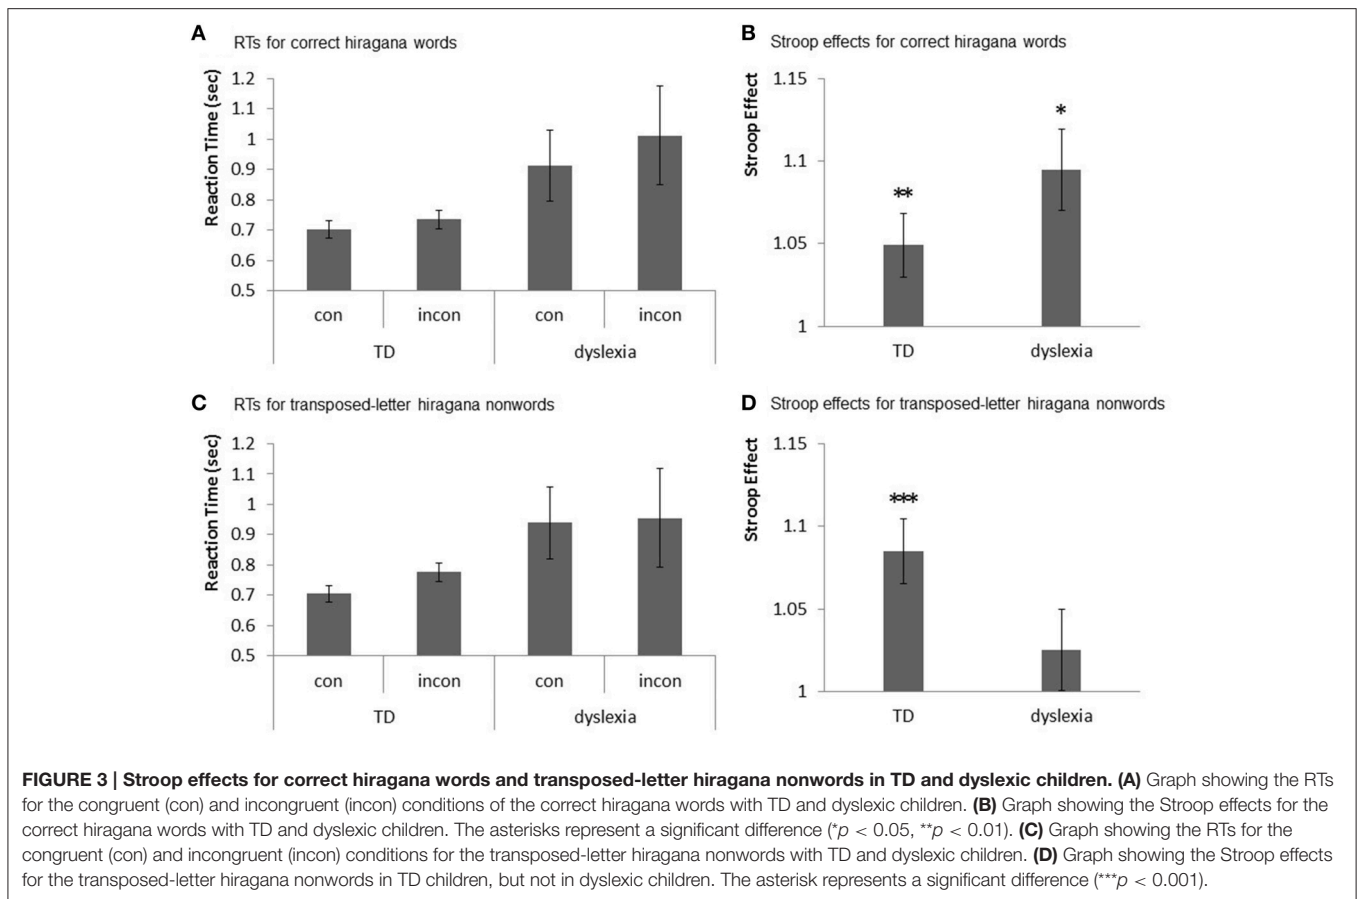 A RTs for correct hiragana words
Reaction Time (sec)
1.2
1.1
1
0.9
0.8
0.7
0.6
0.5
con incon con incon
TD dyslexia
B Stroop effects for correct hiragana words
Stroop Effect
1.15
1.1
1.05
1
**
*
TD dyslexia
C RTs for transposed-letter hiragana nonwords
Reaction Time (sec)
1.2
1.1
1
0.9
0.8
0.7
0.6
0.5
con incon con incon
TD dyslexia
D Stroop effects for transposed-letter hiragana nonwords
Stroop Effect
1.15
1.1
1.05
1
***
TD dyslexia
FIGURE 3 | Stroop effects for correct hiragana words and transposed-letter hiragana nonwords in TD and dyslexic children. (A) Graph showing the RTs
for the congruent (con) and incongruent (incon) conditions of the correct hiragana words with TD and dyslexic children. (B) Graph showing the Stroop effects for the
correct hiragana words with TD and dyslexic children. The asterisks represent a significant difference (*p < 0.05, **p < 0.01). (C) Graph showing the RTs for the
congruent (con) and incongruent (incon) conditions for the transposed-letter hiragana nonwords with TD and dyslexic children. (D) Graph showing the Stroop effects
for the transposed-letter hiragana nonwords in TD children, but not in dyslexic children. The asterisk represents a significant difference (***p < 0.001).